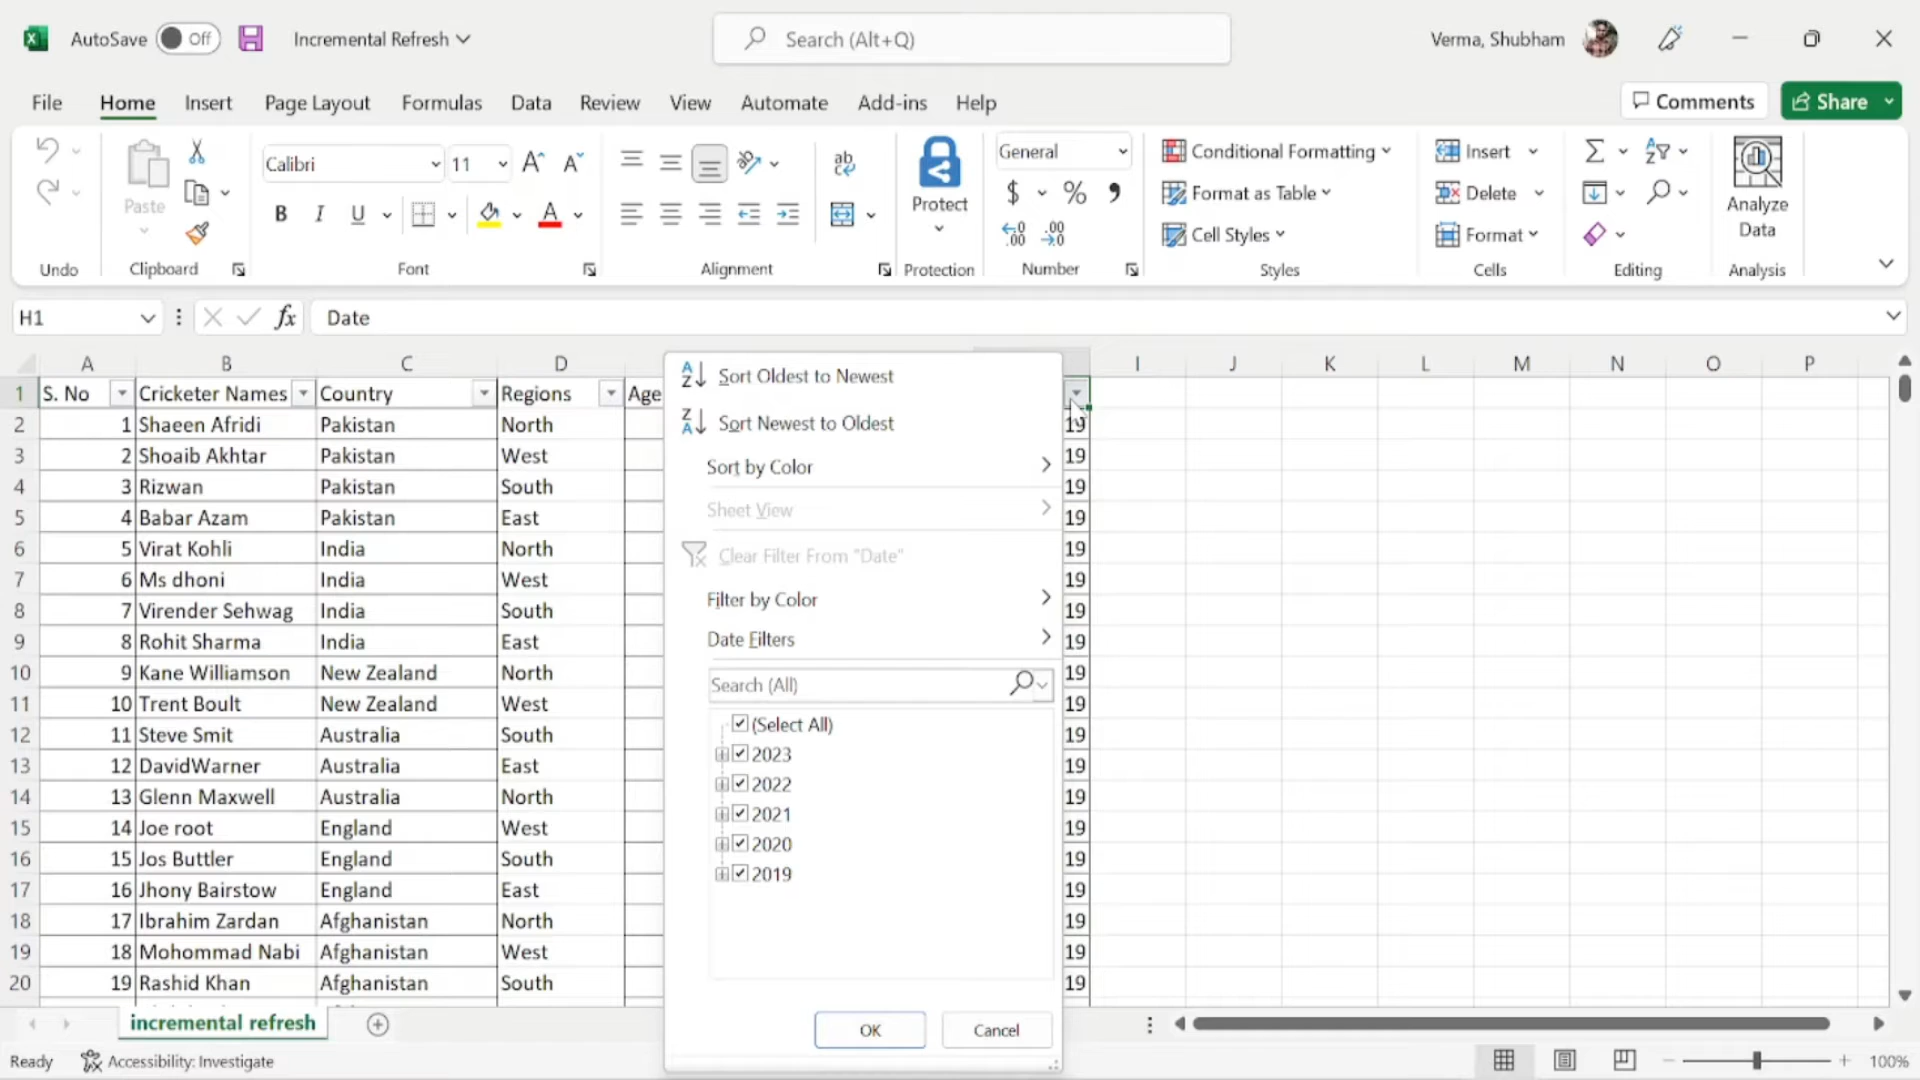 AutoSave Off Incremental Refresh Search (Alt+Q) Verma, Shubham
File Home Insert Page Layout Formulas Data Review View Automate Add-ins Help Comments Share
Paste
Undo
Clipboard
Calibri 11
B I U A
Font
ab
Alignment
Protect
Protection
General
$ % ,
Number
Conditional Formatting
Format as Table
Cell Styles
Styles
Insert
Delete
Format
Cells
Editing
Analyze
Data
Analysis
H1 fx Date
A B C D I J K L M N O P
1 S. No Cricketer Names Country Regions Age
2 1 Shaeen Afridi Pakistan North 19
3 2 Shoaib Akhtar Pakistan West 19
4 3 Rizwan Pakistan South 19
5 4 Babar Azam Pakistan East 19
6 5 Virat Kohli India North 19
7 6 Ms dhoni India West 19
8 7 Virender Sehwag India South 19
9 8 Rohit Sharma India East 19
10 9 Kane Williamson New Zealand North 19
11 10 Trent Boult New Zealand West 19
12 11 Steve Smit Australia South 19
13 12 DavidWarner Australia East 19
14 13 Glenn Maxwell Australia North 19
15 14 Joe root England West 19
16 15 Jos Buttler England South 19
17 16 Jhony Bairstow England East 19
18 17 Ibrahim Zardan Afghanistan North 19
19 18 Mohommad Nabi Afghanistan West 19
20 19 Rashid Khan Afghanistan South 19
Sort Oldest to Newest
Sort Newest to Oldest
Sort by Color
Sheet View
Clear Filter From "Date"
Filter by Color
Date Filters
Search (All)
(Select All)
2023
2022
2021
2020
2019
OK Cancel
incremental refresh
Ready Accessibility: Investigate 100%